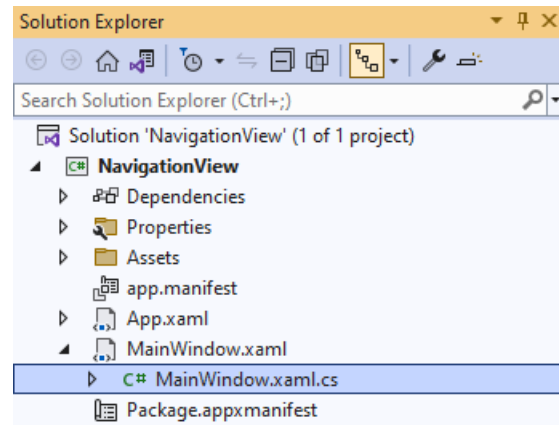 Solution Explorer
Search Solution Explorer (Ctrl+;)
Solution 'NavigationView' (1 of 1 project)
C# NavigationView
Dependencies
Properties
Assets
app.manifest
App.xaml
MainWindow.xaml
C# MainWindow.xaml.cs
Package.appxmanifest